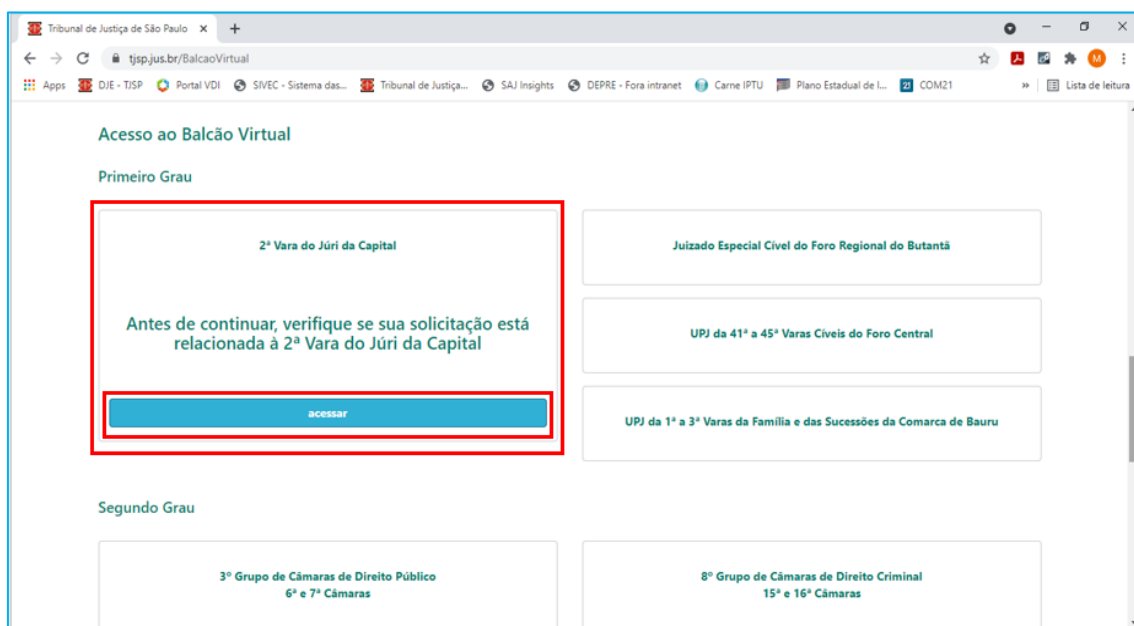 Tribunal de Justiça de São Paulo
tjsp.jus.br/BalcaoVirtual
M
Apps DJE - TJSP Portal VDI SIVEC - Sistema das... Tribunal de Justiça... SAJ Insights DEPRE - Fora intranet Carne IPTU Plano Estadual de I... 21 COM21 » Lista de leitura
Acesso ao Balcão Virtual
Primeiro Grau
2ª Vara do Júri da Capital
Antes de continuar, verifique se sua solicitação está
relacionada à 2ª Vara do Júri da Capital
acessar
Juizado Especial Cível do Foro Regional do Butantã
UPJ da 41ª a 45ª Varas Cíveis do Foro Central
UPJ da 1ª a 3ª Varas da Família e das Sucessões da Comarca de Bauru
Segundo Grau
3º Grupo de Câmaras de Direito Público
6ª e 7ª Câmaras
8º Grupo de Câmaras de Direito Criminal
15ª e 16ª Câmaras